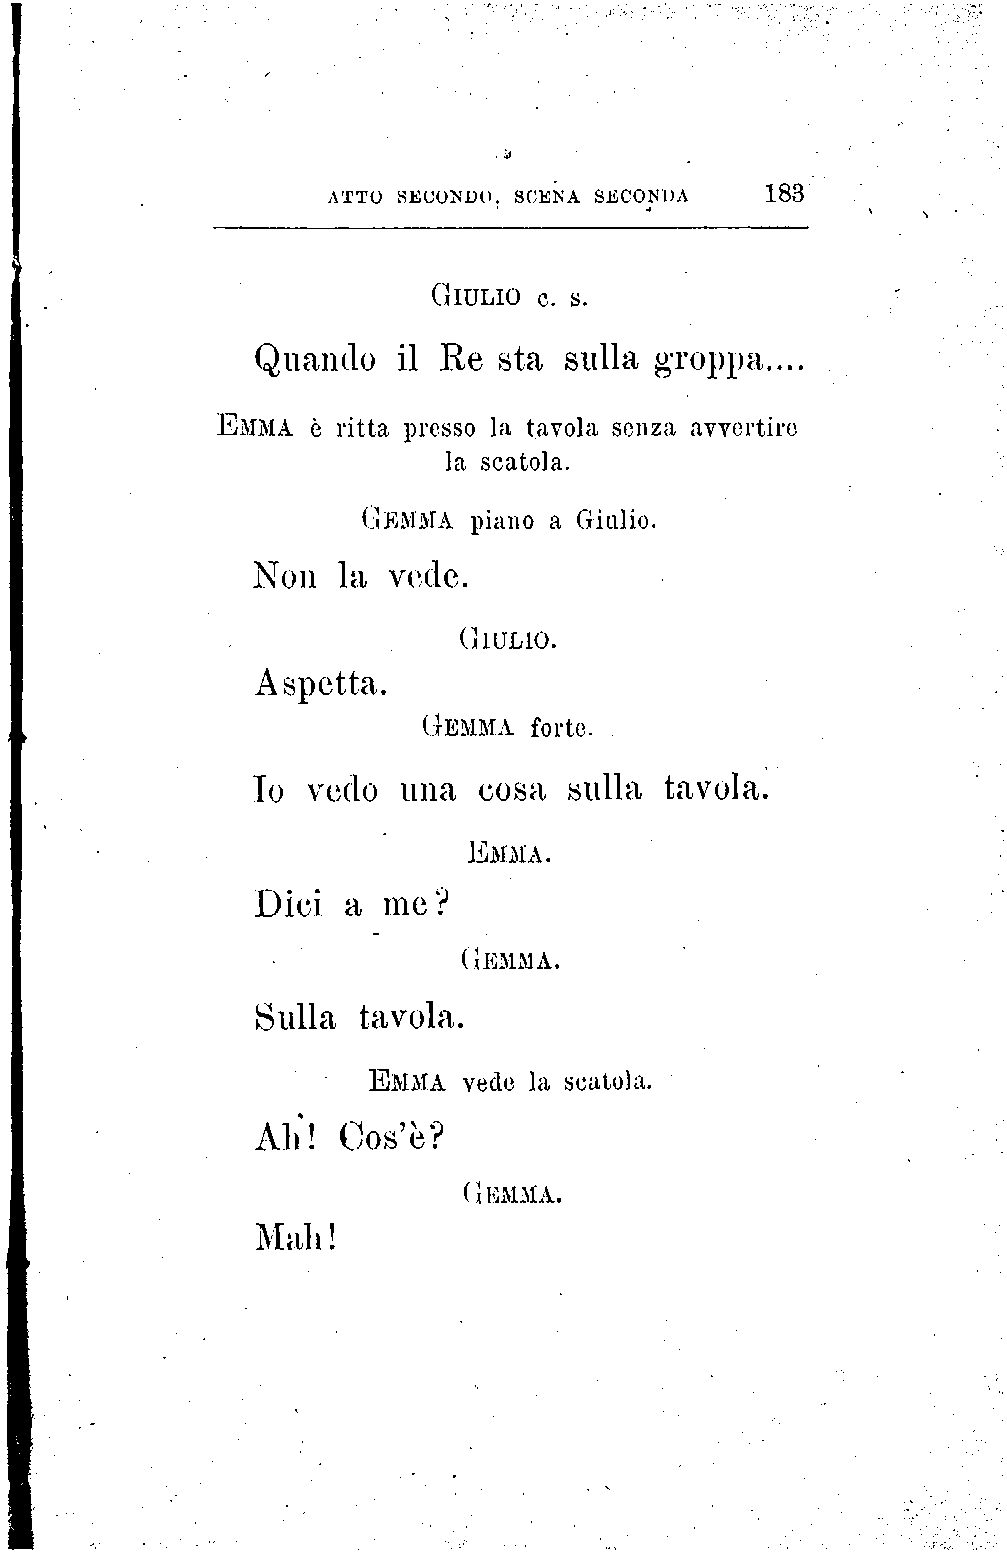 ATTO SECONDO, SCENA SECONDA 183
GIULIO c. s.
Quando il Re sta sulla groppa....
EMMA è ritta presso la tavola senza avvertire
la scatola.
GEMMA piano a Giulio.
Non la vede.
GIULIO.
Aspetta.
GEMMA forte.
Io vedo una cosa sulla tavola.
EMMA.
Dici a me?
GEMMA.
Sulla tavola.
EMMA vede la scatola.
Ah! Cos'è?
GEMMA.
Mah!